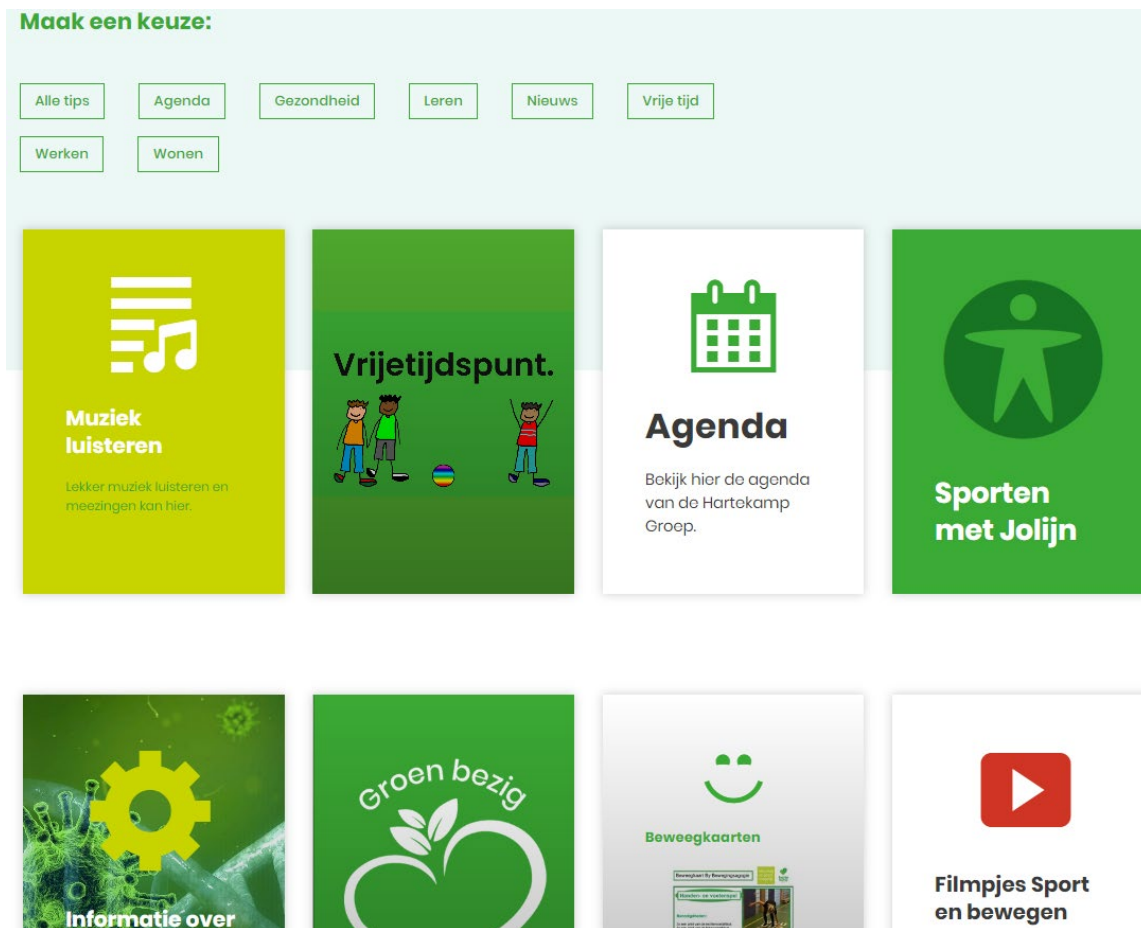 Maak een keuze:
Alle tips
Agenda
Gezondheid
Leren
Nieuws
Vrije tijd
Werken
Wonen
Muziek
luisteren
Lekker muziek luisteren en
meezingen kan hier.
Vrijetijdspunt.
Agenda
Bekijk hier de agenda
van de Hartekamp
Groep.
Sporten
met Jolijn
Informatie over
Groen bezig
Beweegkaarten
Filmpjes Sport
en bewegen